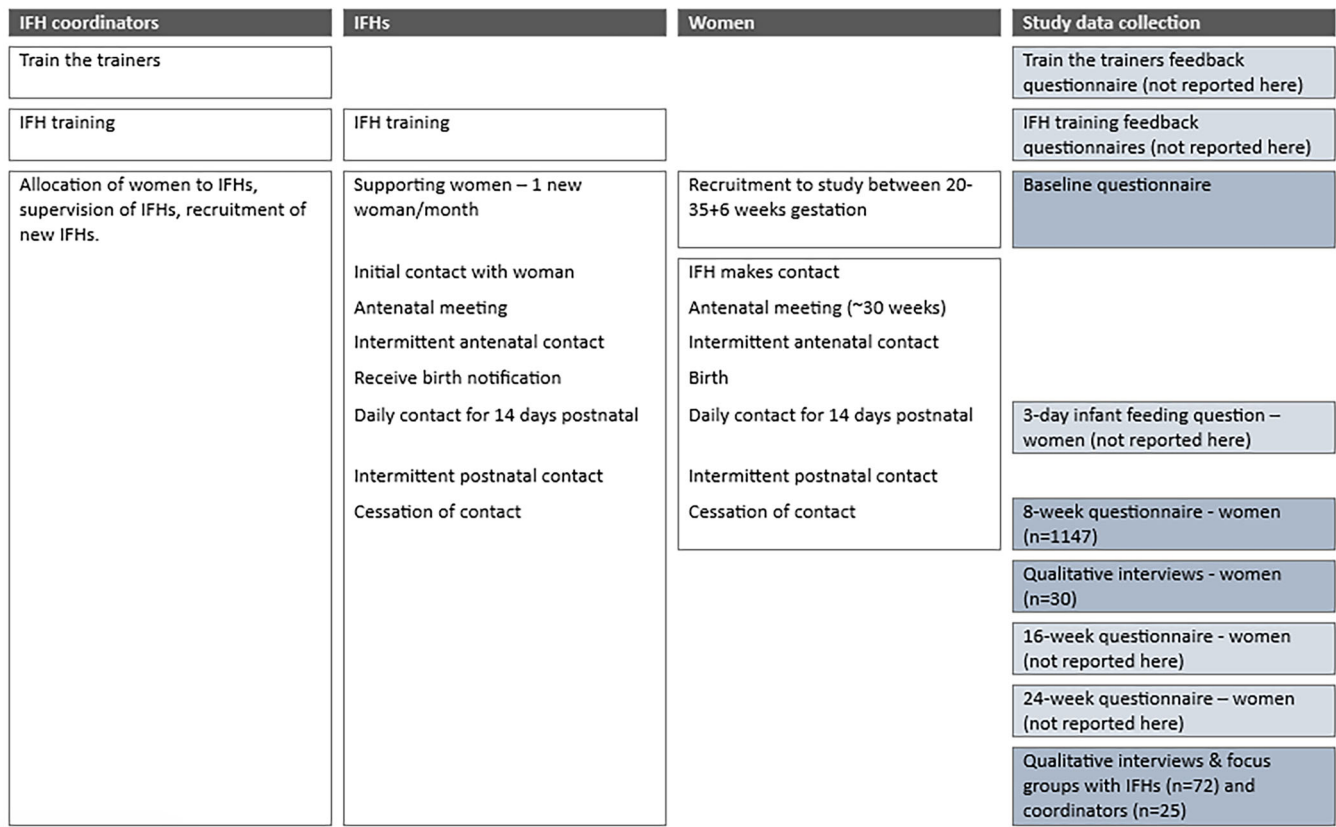 IFH coordinators
IFHs
Women
Study data collection
Train the trainers
Train the trainers feedback
questionnaire (not reported here)
IFH training
IFH training
IFH training feedback
questionnaires (not reported here)
Allocation of women to IFHs,
supervision of IFHs, recruitment of
new IFHs.
Supporting women – 1 new
woman/month
Recruitment to study between 20-
35+6 weeks gestation
Baseline questionnaire
Initial contact with woman
IFH makes contact
Antenatal meeting
Antenatal meeting (~30 weeks)
Intermittent antenatal contact
Intermittent antenatal contact
Receive birth notification
Birth
Daily contact for 14 days postnatal
Daily contact for 14 days postnatal
3-day infant feeding question –
women (not reported here)
Intermittent postnatal contact
Intermittent postnatal contact
Cessation of contact
Cessation of contact
8-week questionnaire - women
(n=1147)
Qualitative interviews - women
(n=30)
16-week questionnaire - women
(not reported here)
24-week questionnaire – women
(not reported here)
Qualitative interviews & focus
groups with IFHs (n=72) and
coordinators (n=25)